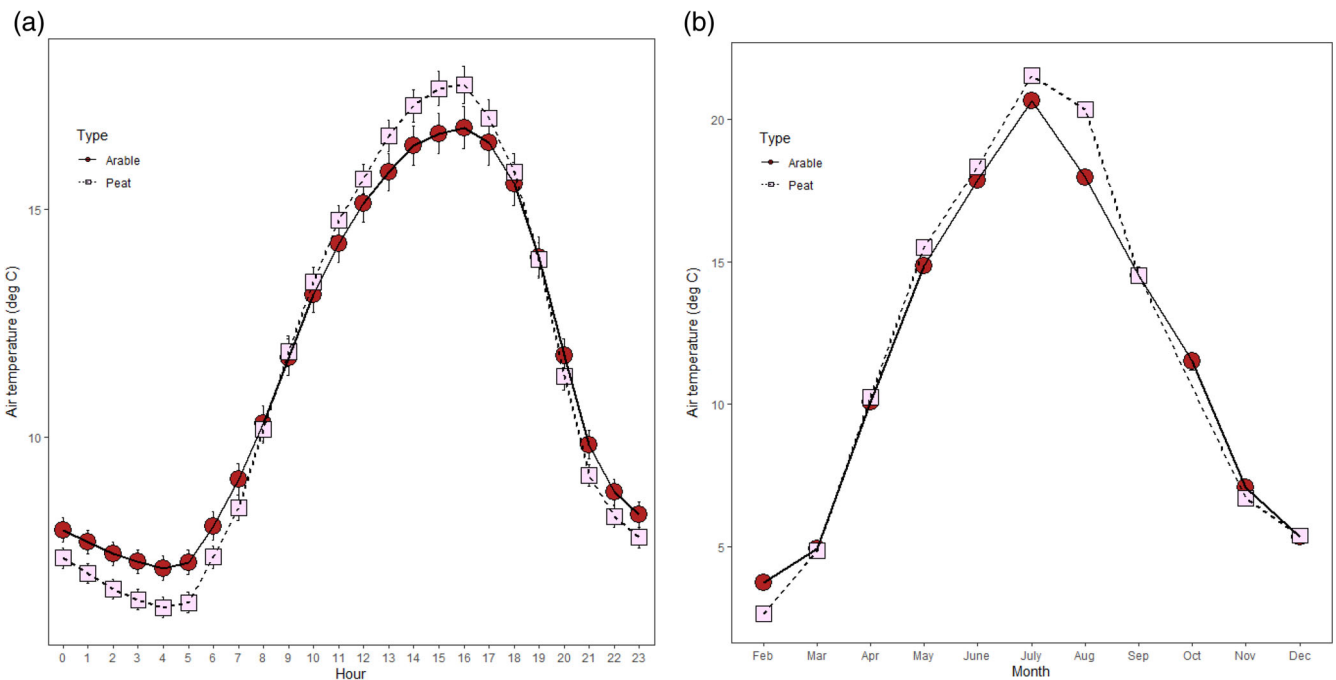 (a)
Type
Arable
Peat
15
10
Air temperature (deg C)
0 1 2 3 4 5 6 7 8 9 10 11 12 13 14 15 16 17 18 19 20 21 22 23
Hour
(b)
Type
Arable
Peat
20
15
10
5
Air temperature (deg C)
Feb Mar Apr May June July Aug Sep Oct Nov Dec
Month